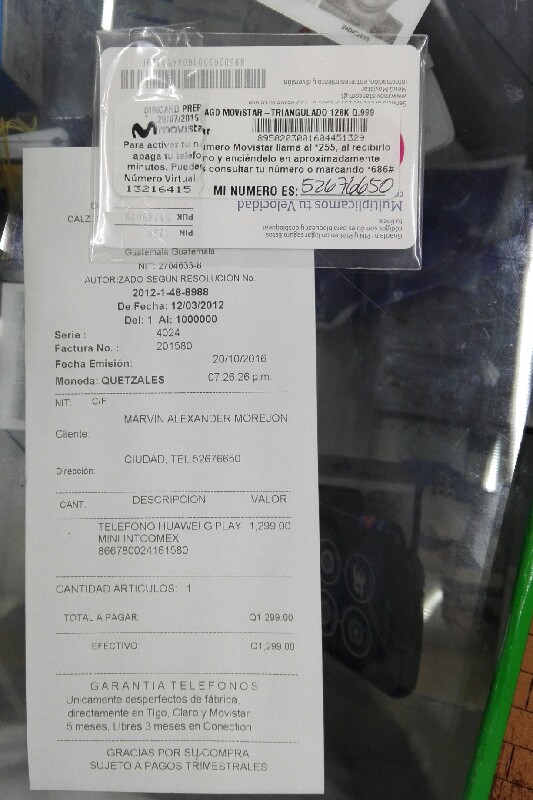 SIMCARD PREPAGO MOVISTAR-TRIANGULADO 128K 0.999
29/07/2015
movistar
8958203001604451329
Para activar tu número Movistar llama al *255, al recibirlo
apaga tu teléfono y enciéndelo en aproximadamente
minutos. Puedes consultar tu número o marcando *686#
Número Virtual
13216415
MI NUMERO ES: 52676650
Multiplicamos tu Velocidad
PUK
PIN
CALZ
Guatemala Guatemala
NIT: 2704633-8
AUTORIZADO SEGUN RESOLUCIÓN No.
2012-1-48-8988
De Fecha: 12/03/2012
Del: 1 Al: 1000000
Serie : 4024
Factura No. : 201580
Fecha Emisión: 20/10/2016
Moneda: QUETZALES 07:26:26 p.m.
NIT: C/F
MARVIN ALEXANDER MOREJON
Cliente:
CIUDAD, TEL 52676650
Dirección:
CANT. DESCRIPCION VALOR
TELEFONO HUAWEI G PLAY 1,299.00
MINI INTCOMEX
866780024161580
CANTIDAD ARTICULOS: 1
TOTAL A PAGAR: Q1,299.00
EFECTIVO: Q1,299.00
GARANTIA TELEFONOS
Unicamente desperfectos de fábrica,
directamente en Tigo, Claro y Movistar
5 meses, Libres 3 meses en Conection
GRACIAS POR SU COMPRA
SUJETO A PAGOS TRIMESTRALES